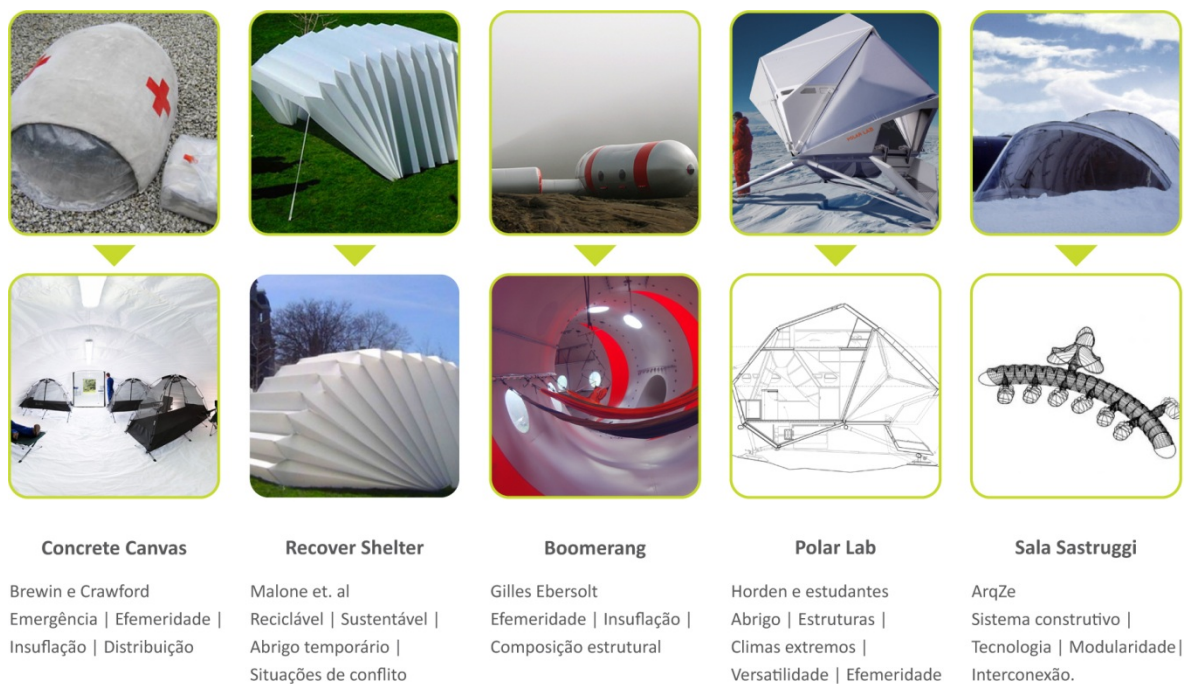 POLAR LAB
Concrete Canvas
Brewin e Crawford
Emergência | Efemeridade |
Insuflação | Distribuição
Recover Shelter
Malone et. al
Reciclável | Sustentável |
Abrigo temporário |
Situações de conflito
Boomerang
Gilles Ebersolt
Efemeridade | Insuflação |
Composição estrutural
Polar Lab
Horden e estudantes
Abrigo | Estruturas |
Climas extremos |
Versatilidade | Efemeridade
Sala Sastruggi
ArqZe
Sistema construtivo |
Tecnologia | Modularidade|
Interconexão.